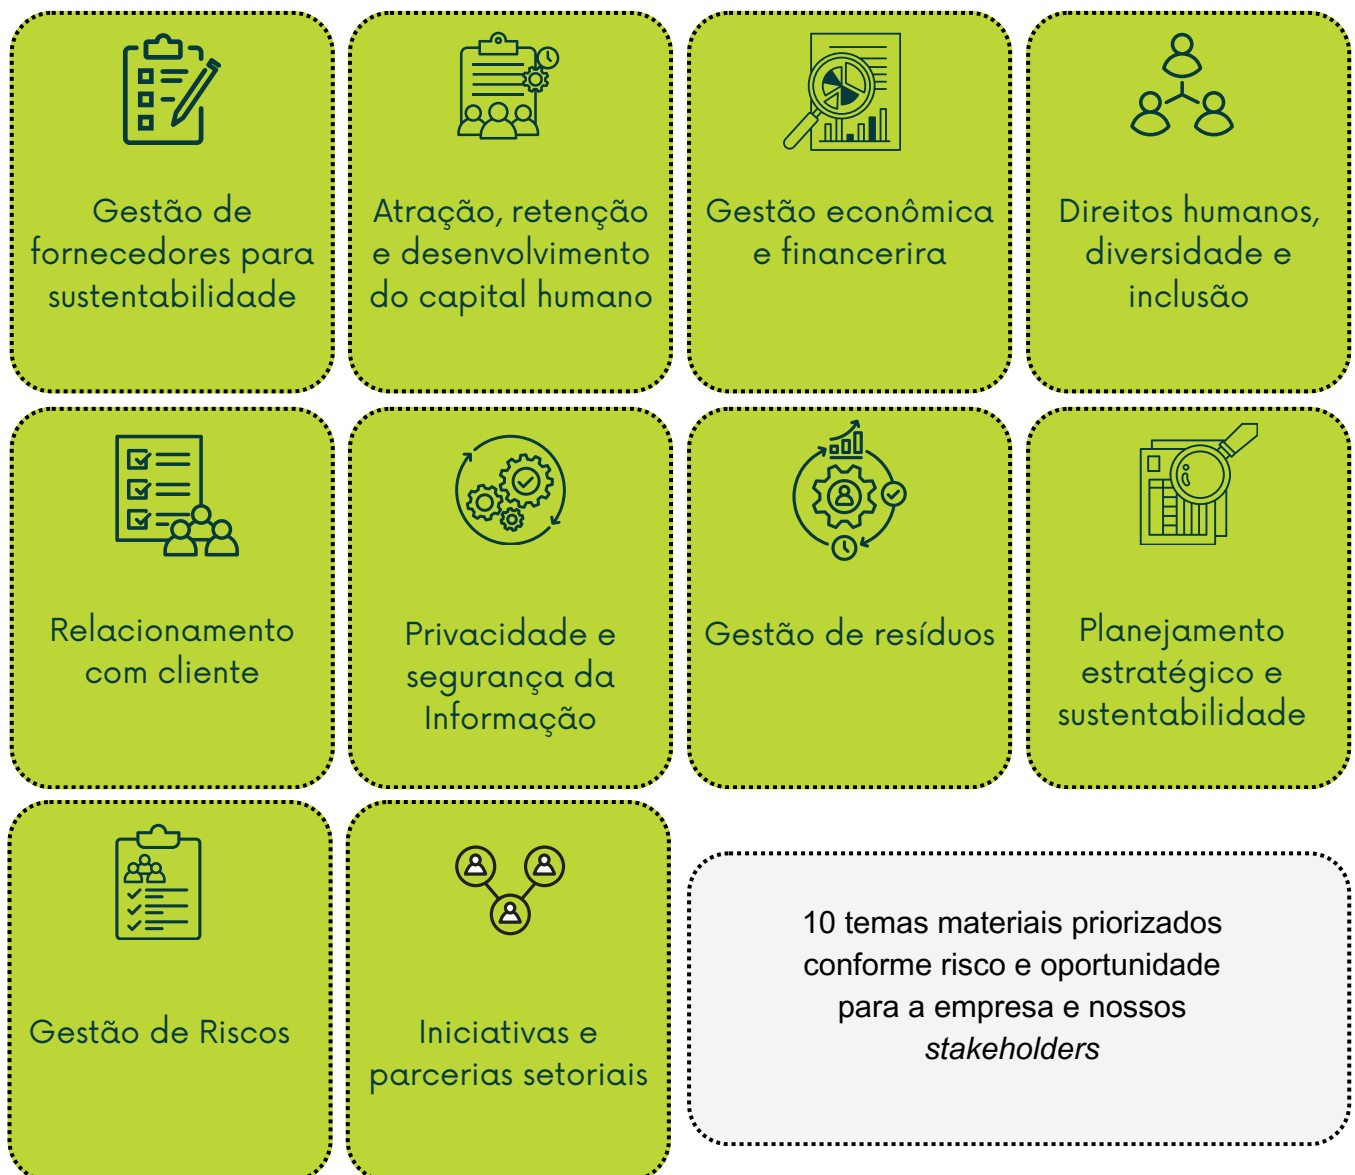 Gestão de
fornecedores para
sustentabilidade
Atração, retenção
e desenvolvimento
do capital humano
Gestão econômica
e financerira
Direitos humanos,
diversidade e
inclusão
Relacionamento
com cliente
Privacidade e
segurança da
Informação
Gestão de resíduos
Planejamento
estratégico e
sustentabilidade
Gestão de Riscos
Iniciativas e
parcerias setoriais
10 temas materiais priorizados
conforme risco e oportunidade
para a empresa e nossos
stakeholders